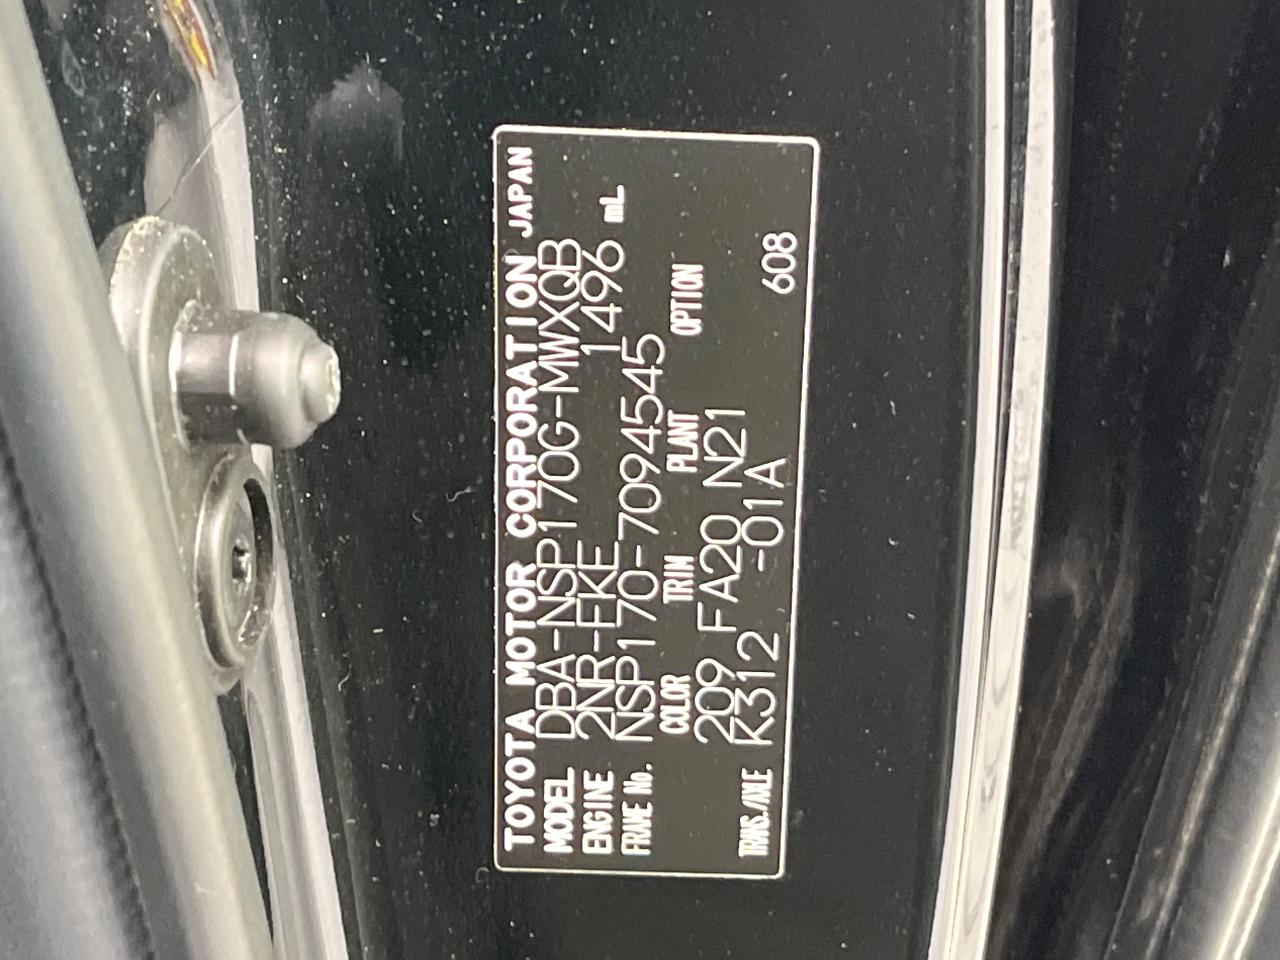 TOYOTA MOTOR CORPORATION JAPAN
MODEL DBA-NSP170G-MWXQB
ENGINE 2NR-FKE 1496 mL
FRAME No. NSP170-7094545
COLOR TRIM PLANT OPTION
209 FA20 N21
TRANS./AXLE K312 -01A 608